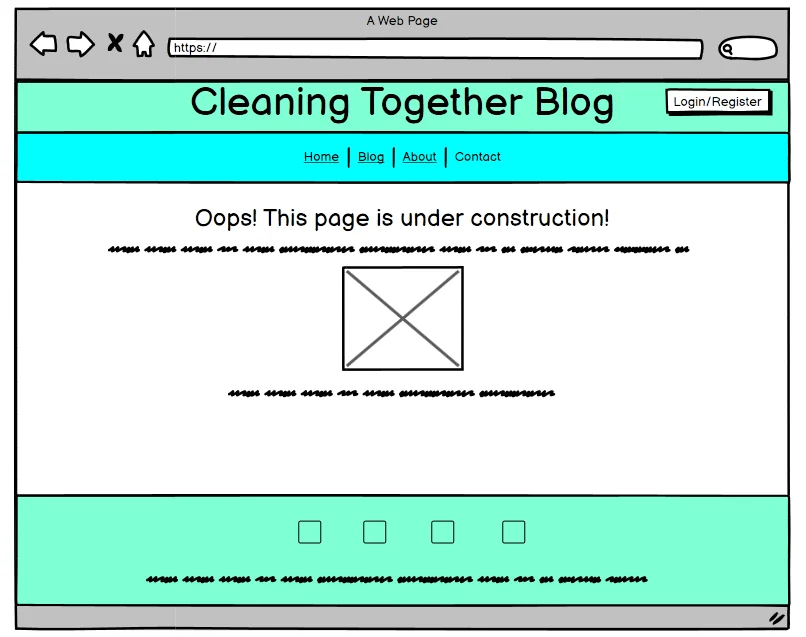 A Web Page
https://
Cleaning Together Blog
Login/Register
Home | Blog | About | Contact
Oops! This page is under construction!